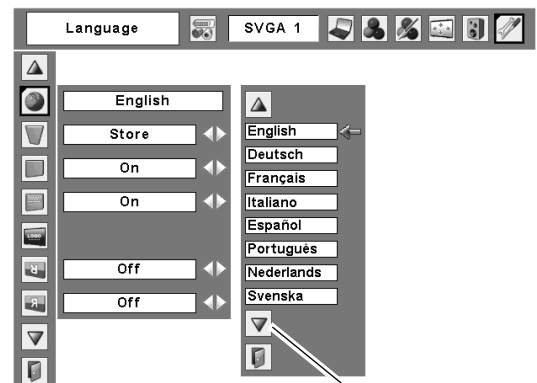 Language
SVGA 1
English
Store
On
On
Off
Off
English
Deutsch
Français
Italiano
Español
Português
Nederlands
Svenska